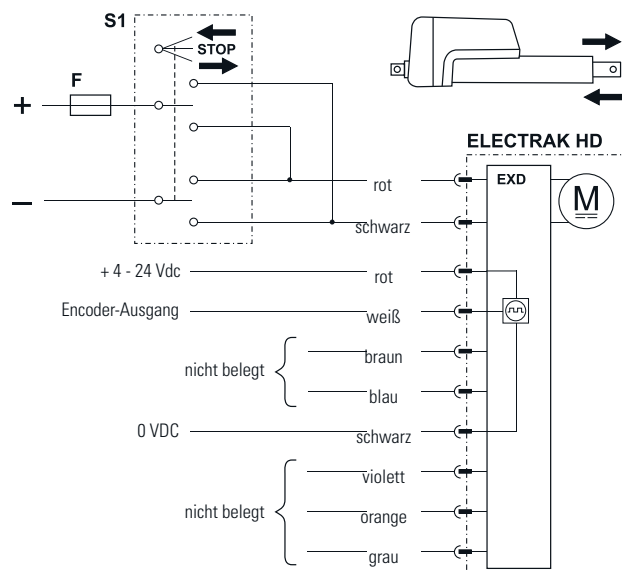 S1
STOP
F
+
–
ELECTRAK HD
EXD
M
rot
schwarz
+ 4 - 24 Vdc
rot
Encoder-Ausgang
weiß
nicht belegt
braun
blau
0 VDC
schwarz
nicht belegt
violett
orange
grau